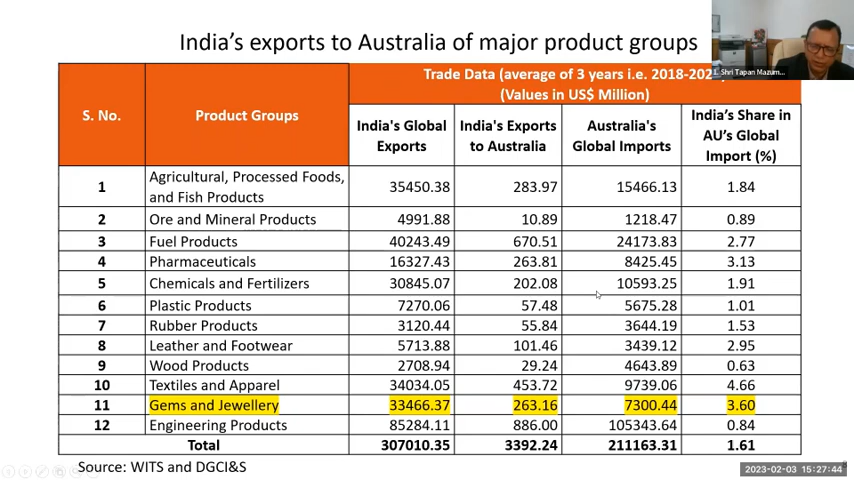 India's exports to Australia of major product groups
Shri Tapan Mazum...
S. No. Product Groups Trade Data (average of 3 years i.e. 2018-202
(Values in US$ Million)
India's Global Exports India's Exports to Australia Australia's Global Imports India's Share in AU's Global Import (%)
1 Agricultural, Processed Foods, and Fish Products 35450.38 283.97 15466.13 1.84
2 Ore and Mineral Products 4991.88 10.89 1218.47 0.89
3 Fuel Products 40243.49 670.51 24173.83 2.77
4 Pharmaceuticals 16327.43 263.81 8425.45 3.13
5 Chemicals and Fertilizers 30845.07 202.08 10593.25 1.91
6 Plastic Products 7270.06 57.48 5675.28 1.01
7 Rubber Products 3120.44 55.84 3644.19 1.53
8 Leather and Footwear 5713.88 101.46 3439.12 2.95
9 Wood Products 2708.94 29.24 4643.89 0.63
10 Textiles and Apparel 34034.05 453.72 9739.06 4.66
11 Gems and Jewellery 33466.37 263.16 7300.44 3.60
12 Engineering Products 85284.11 886.00 105343.64 0.84
Total 307010.35 3392.24 211163.31 1.61
Source: WITS and DGCI&S
2023-02-03 15:27:44